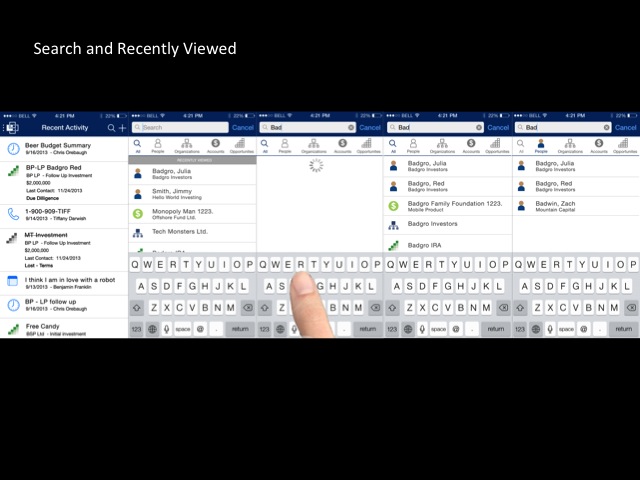 Search and Recently Viewed
BELL 4:21 PM 22%
Recent Activity
Beer Budget Summary
9/16/2013 - Chris Orebaugh
BP-LP Badgro Red
BP LP - Follow Up Investment
$2,000,000
Last Contact: 11/24/2013
Due Diligence
1-900-909-TIFF
9/14/2013 - Tiffany Darwish
MT Investment
BP LP - Follow Up Investment
$2,000,000
Last Contact: 11/24/2013
Lost - Terms
I think I am in love with a robot
9/13/2013 - Benjamin Franklin
BP - LP follow up
9/16/2013 - Chris Orebaugh
Free Candy
BSP Ltd - Initial investment
BELL 4:21 PM 22%
Search Cancel
All People Organizations Accounts Opportunities
RECENTLY VIEWED
Badgro, Julia
Badgro Investors
Smith, Jimmy
Hello World Investing
Monopoly Man 1223.
Offshore Fund Ltd.
Tech Monsters Ltd.
Badgro IRA
Q W E R T Y U I O P
A S D F G H J K L
Z X C V B N M
123 space @ . return
BELL 4:21 PM 22%
Bad Cancel
All People Organizations Accounts Opportunities
Q W E R T Y U I O P
A S G H J K L
Z X C V B N M
123 space . return
BELL 4:21 PM 22%
Bad Cancel
All People Organizations Accounts Opportunities
Badgro, Julia
Badgro Investors
Badgro, Red
Badgro Investors
Badgro Family Foundation 1223.
Mobile Product
Badgro Investors
Badgro IRA
Q W E R T Y U I O P
A S D F G H J K L
Z X C V B N M
123 space @ . return
BELL 4:21 PM 22%
Bad Cancel
All People Organizations Accounts Opportunities
Badgro, Julia
Badgro Investors
Badgro, Red
Badgro Investors
Badwin, Zach
Mountain Capital
Q W E R T Y U I O P
A S D F G H J K L
Z X C V B N M
123 space @ . return